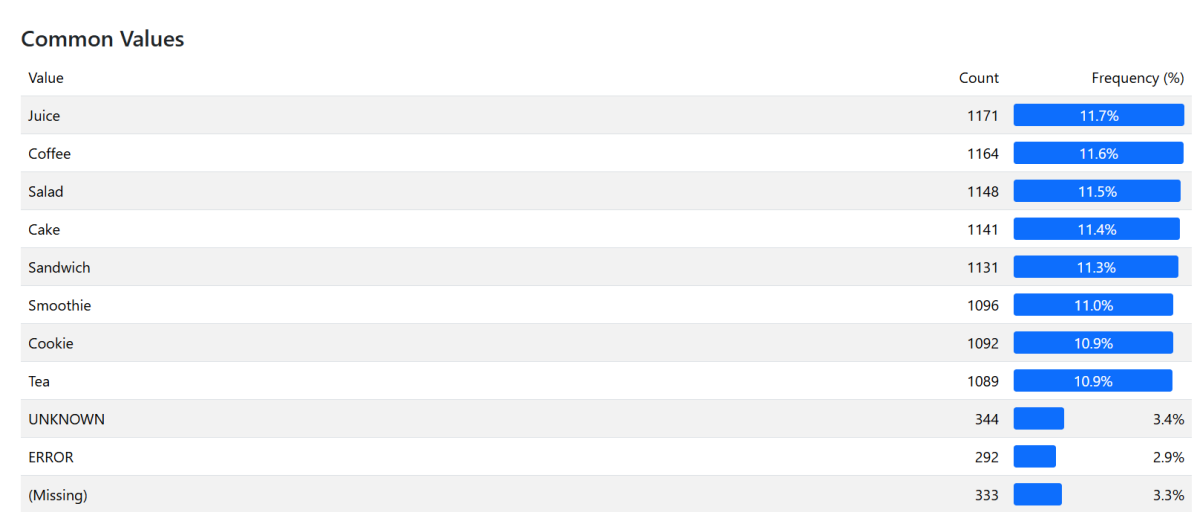 Common Values
Value Count Frequency (%)
Juice 1171 11.7%
Coffee 1164 11.6%
Salad 1148 11.5%
Cake 1141 11.4%
Sandwich 1131 11.3%
Smoothie 1096 11.0%
Cookie 1092 10.9%
Tea 1089 10.9%
UNKNOWN 344 3.4%
ERROR 292 2.9%
(Missing) 333 3.3%